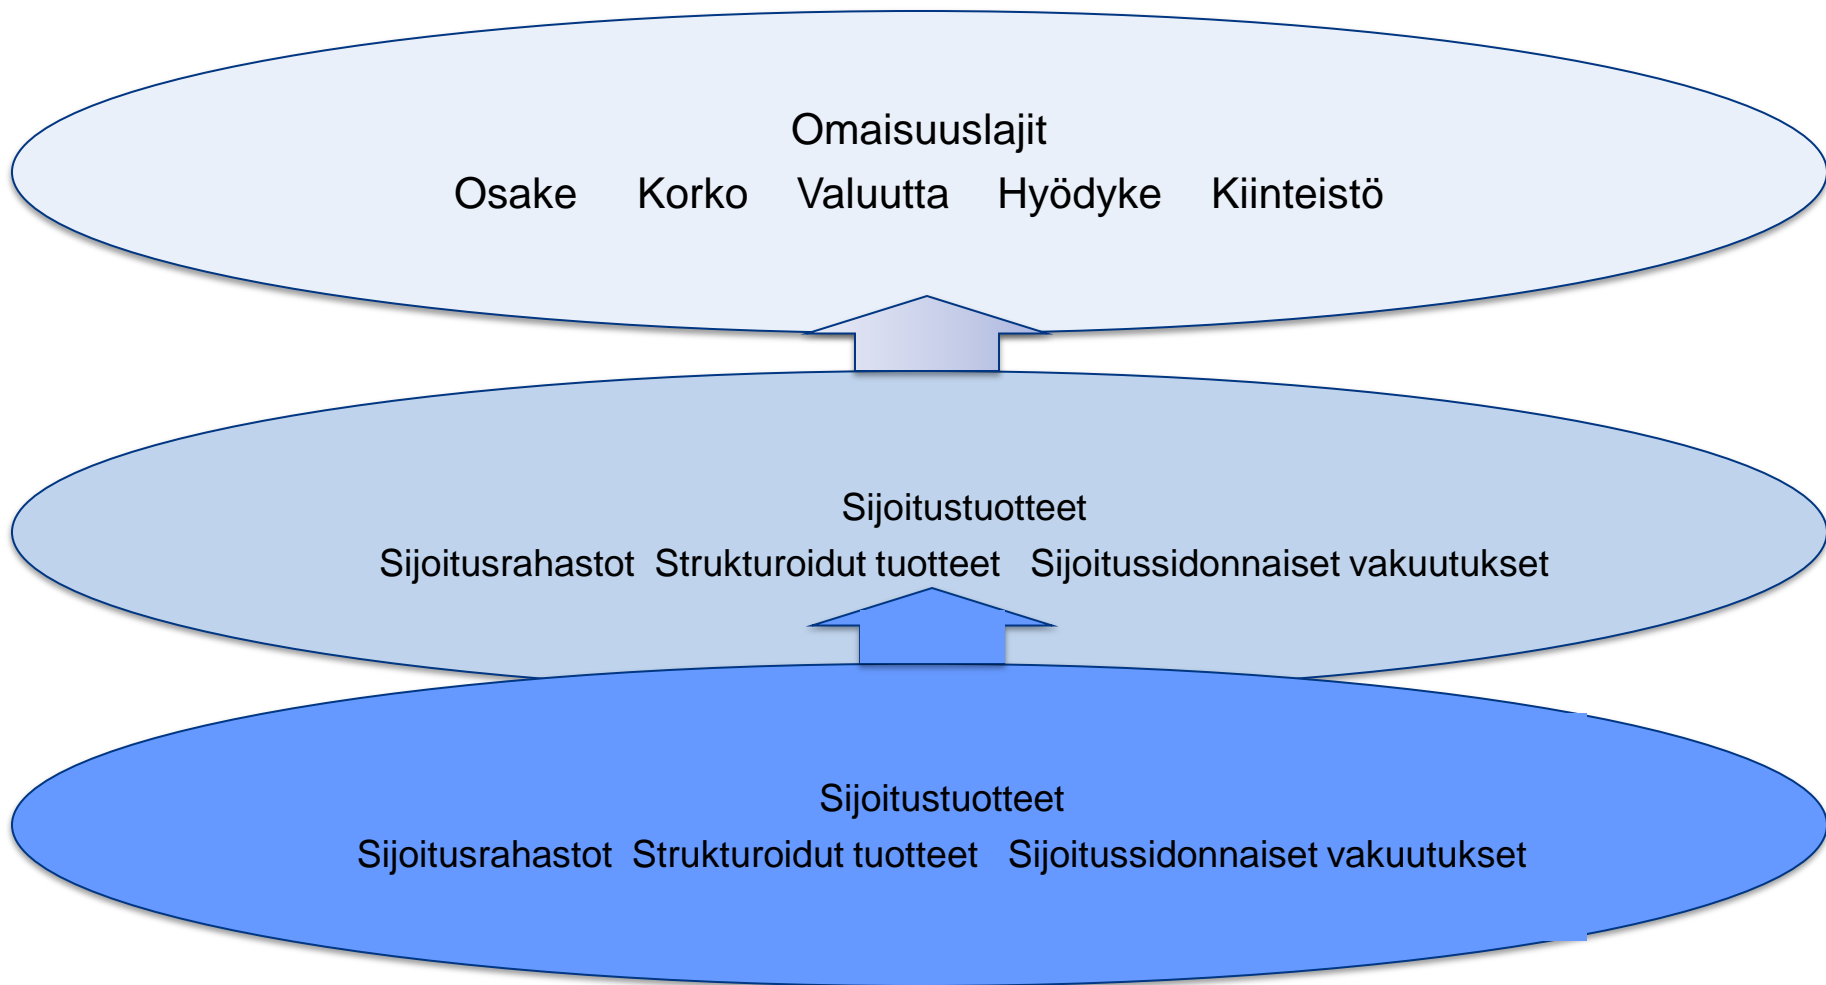 Omaisuuslajit
Osake Korko Valuutta Hyödyke Kiinteistö
Sijoitustuotteet
Sijoitusrahastot Strukturoidut tuotteet Sijoitussidonnaiset vakuutukset
Sijoitustuotteet
Sijoitusrahastot Strukturoidut tuotteet Sijoitussidonnaiset vakuutukset